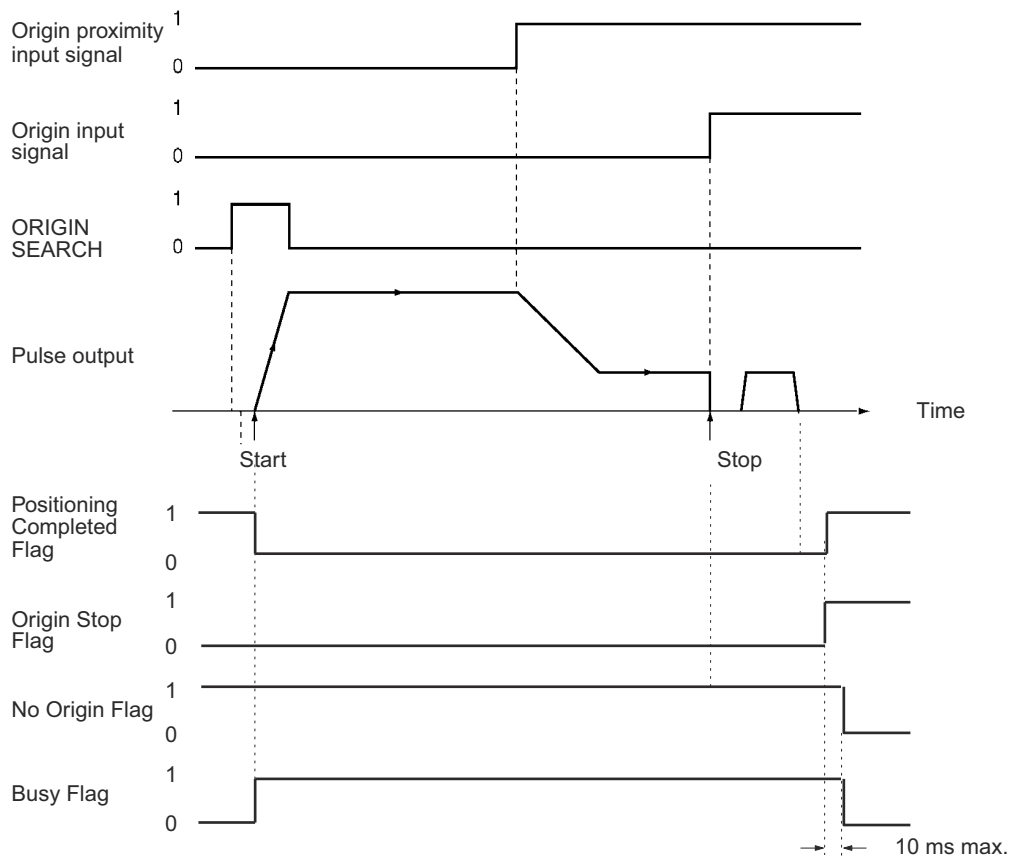 Origin proximity
input signal
1
0
Origin input
signal
1
0
ORIGIN
SEARCH
1
0
Pulse output
Time
Start
Stop
Positioning
Completed
Flag
1
0
Origin Stop
Flag
1
0
No Origin Flag
1
0
Busy Flag
1
0
10 ms max.